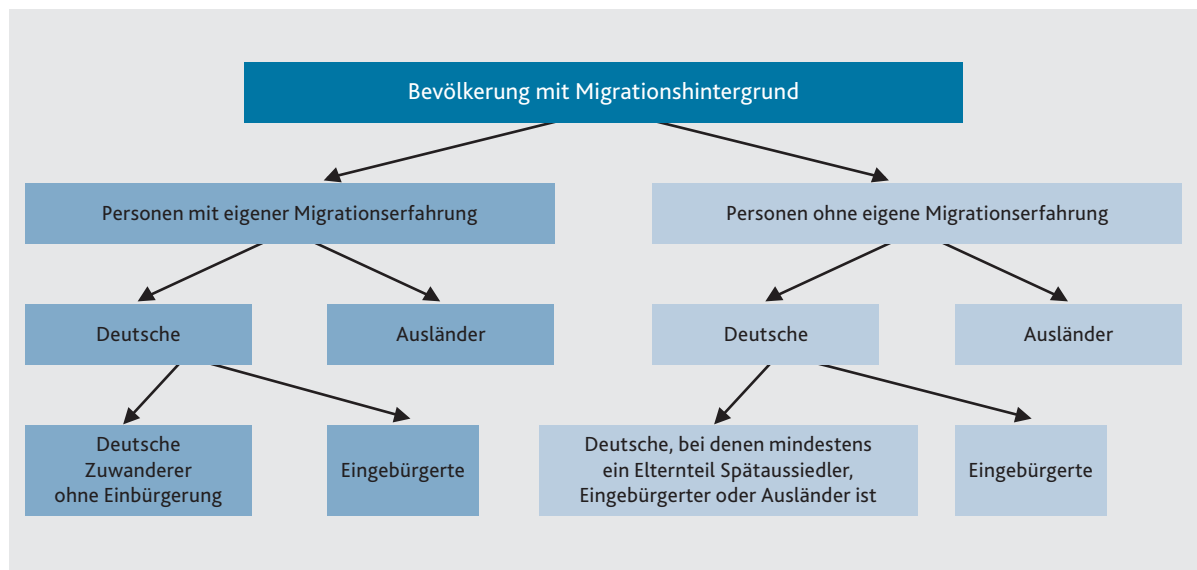 Bevölkerung mit Migrationshintergrund
Personen mit eigener Migrationserfahrung
Personen ohne eigene Migrationserfahrung
Deutsche
Ausländer
Deutsche
Ausländer
Deutsche
Zuwanderer
ohne Einbürgerung
Eingebürgerte
Deutsche, bei denen mindestens
ein Elternteil Spätaussiedler,
Eingebürgerter oder Ausländer ist
Eingebürgerte